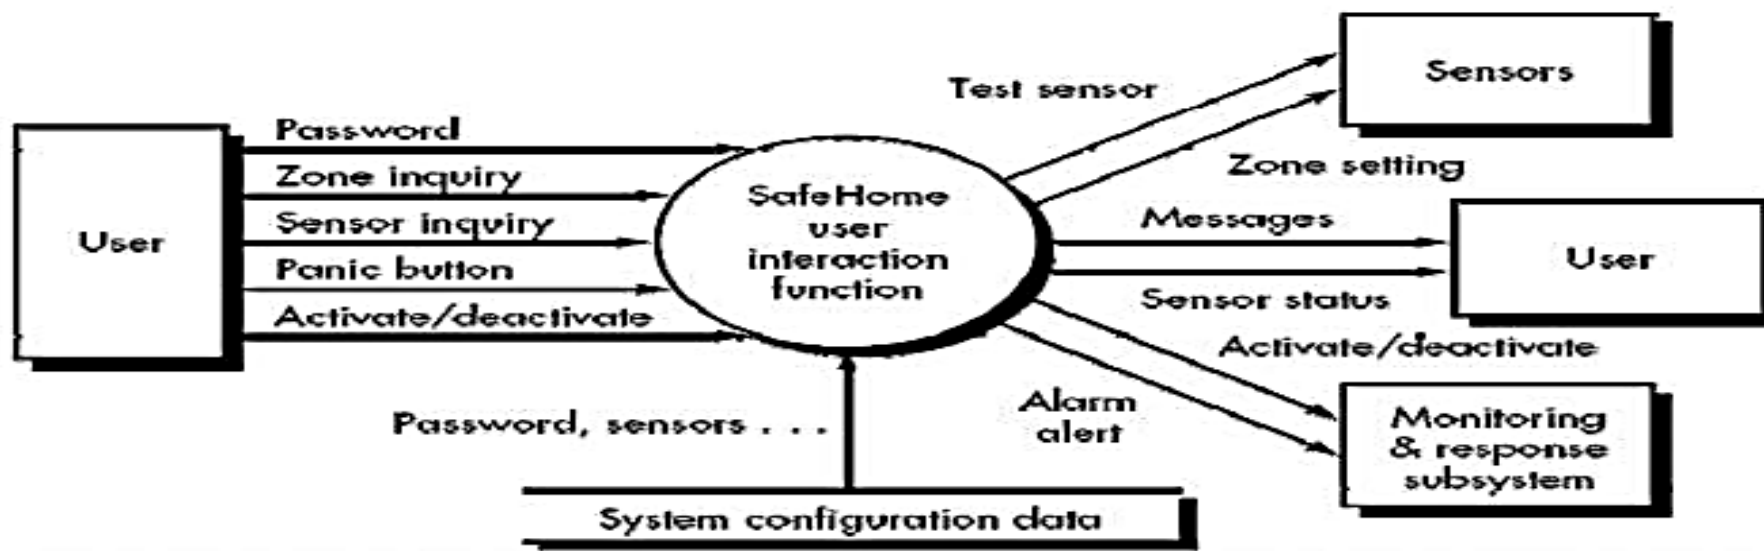 Test sensor
Sensors
Password
Zone inquiry
Sensor inquiry
Panic button
Activate/deactivate
User
SafeHome
user
interaction
function
Zone setting
Messages
Sensor status
User
Activate/deactivate
Alarm
alert
Monitoring
& response
subsystem
Password, sensors . . .
System configuration data